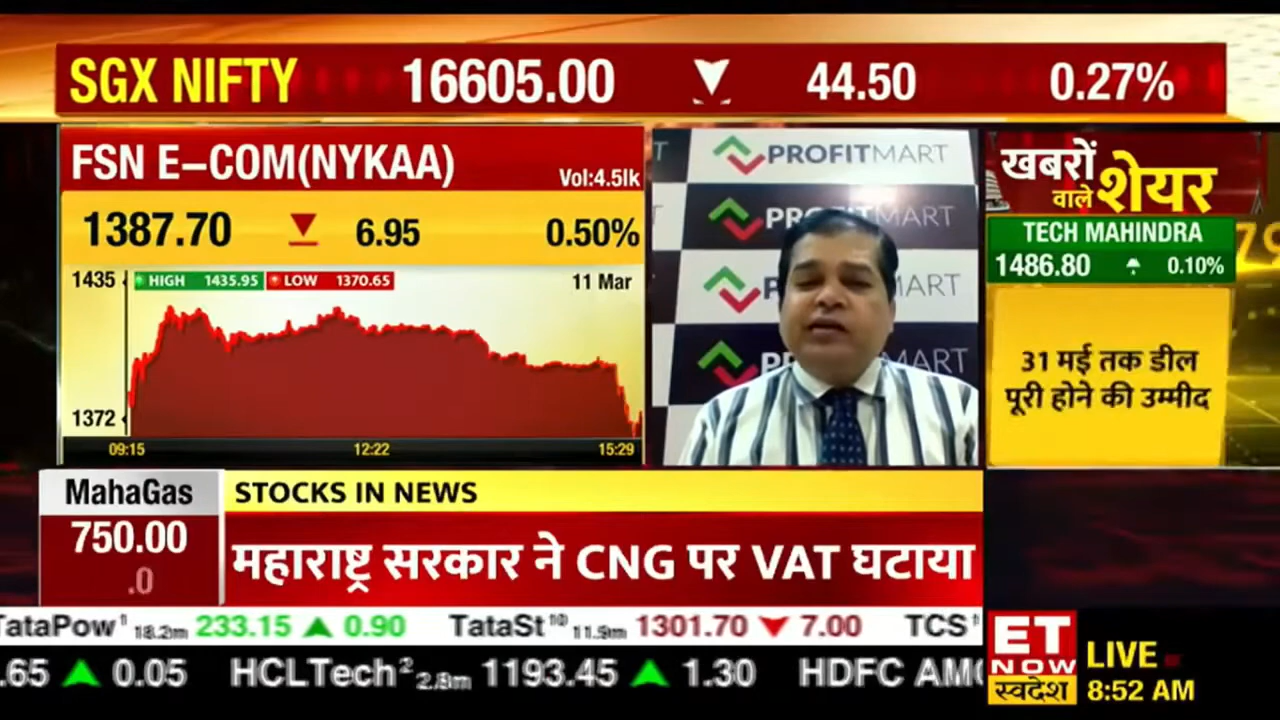 SGX NIFTY 16605.00 44.50 0.27%
FSN E-COM(NYKAA) Vol:4.5lk
1387.70 6.95 0.50%
1435 HIGH 1435.95 LOW 1370.65 11 Mar
1372
09:15 12:22 15:29
PROFITMART
PROFITMART
MART
MART
खबरों
वाले शेयर
TECH MAHINDRA
1486.80 0.10%
31 मई तक डील
पूरी होने की उम्मीद
MahaGas
750.00
.0
STOCKS IN NEWS
महाराष्ट्र सरकार ने CNG पर VAT घटाया
TataPow 18.2m 233.15 0.90 TataSt 10 11.9m 1301.70 7.00 TCS
.65 0.05 HCLTech 2 2.8m 1193.45 1.30 HDFC AMC
ET
NOW
स्वदेश
LIVE
8:52 AM